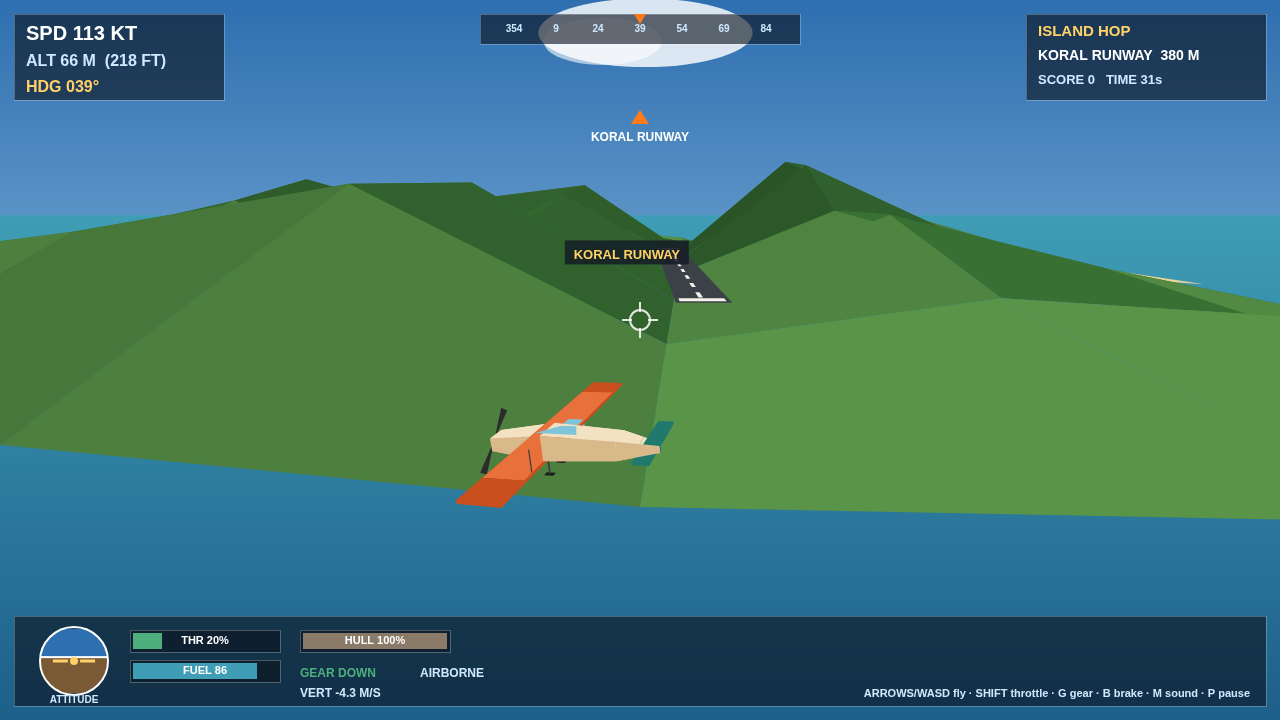 SPD 113 KT
ALT 66 M (218 FT)
HDG 039°
354 9 24 39 54 69 84
ISLAND HOP
KORAL RUNWAY 380 M
SCORE 0 TIME 31s
KORAL RUNWAY
KORAL RUNWAY
ATTITUDE
THR 20%
FUEL 86
HULL 100%
GEAR DOWN AIRBORNE
VERT -4.3 M/S
ARROWS/WASD fly · SHIFT throttle · G gear · B brake · M sound · P pause